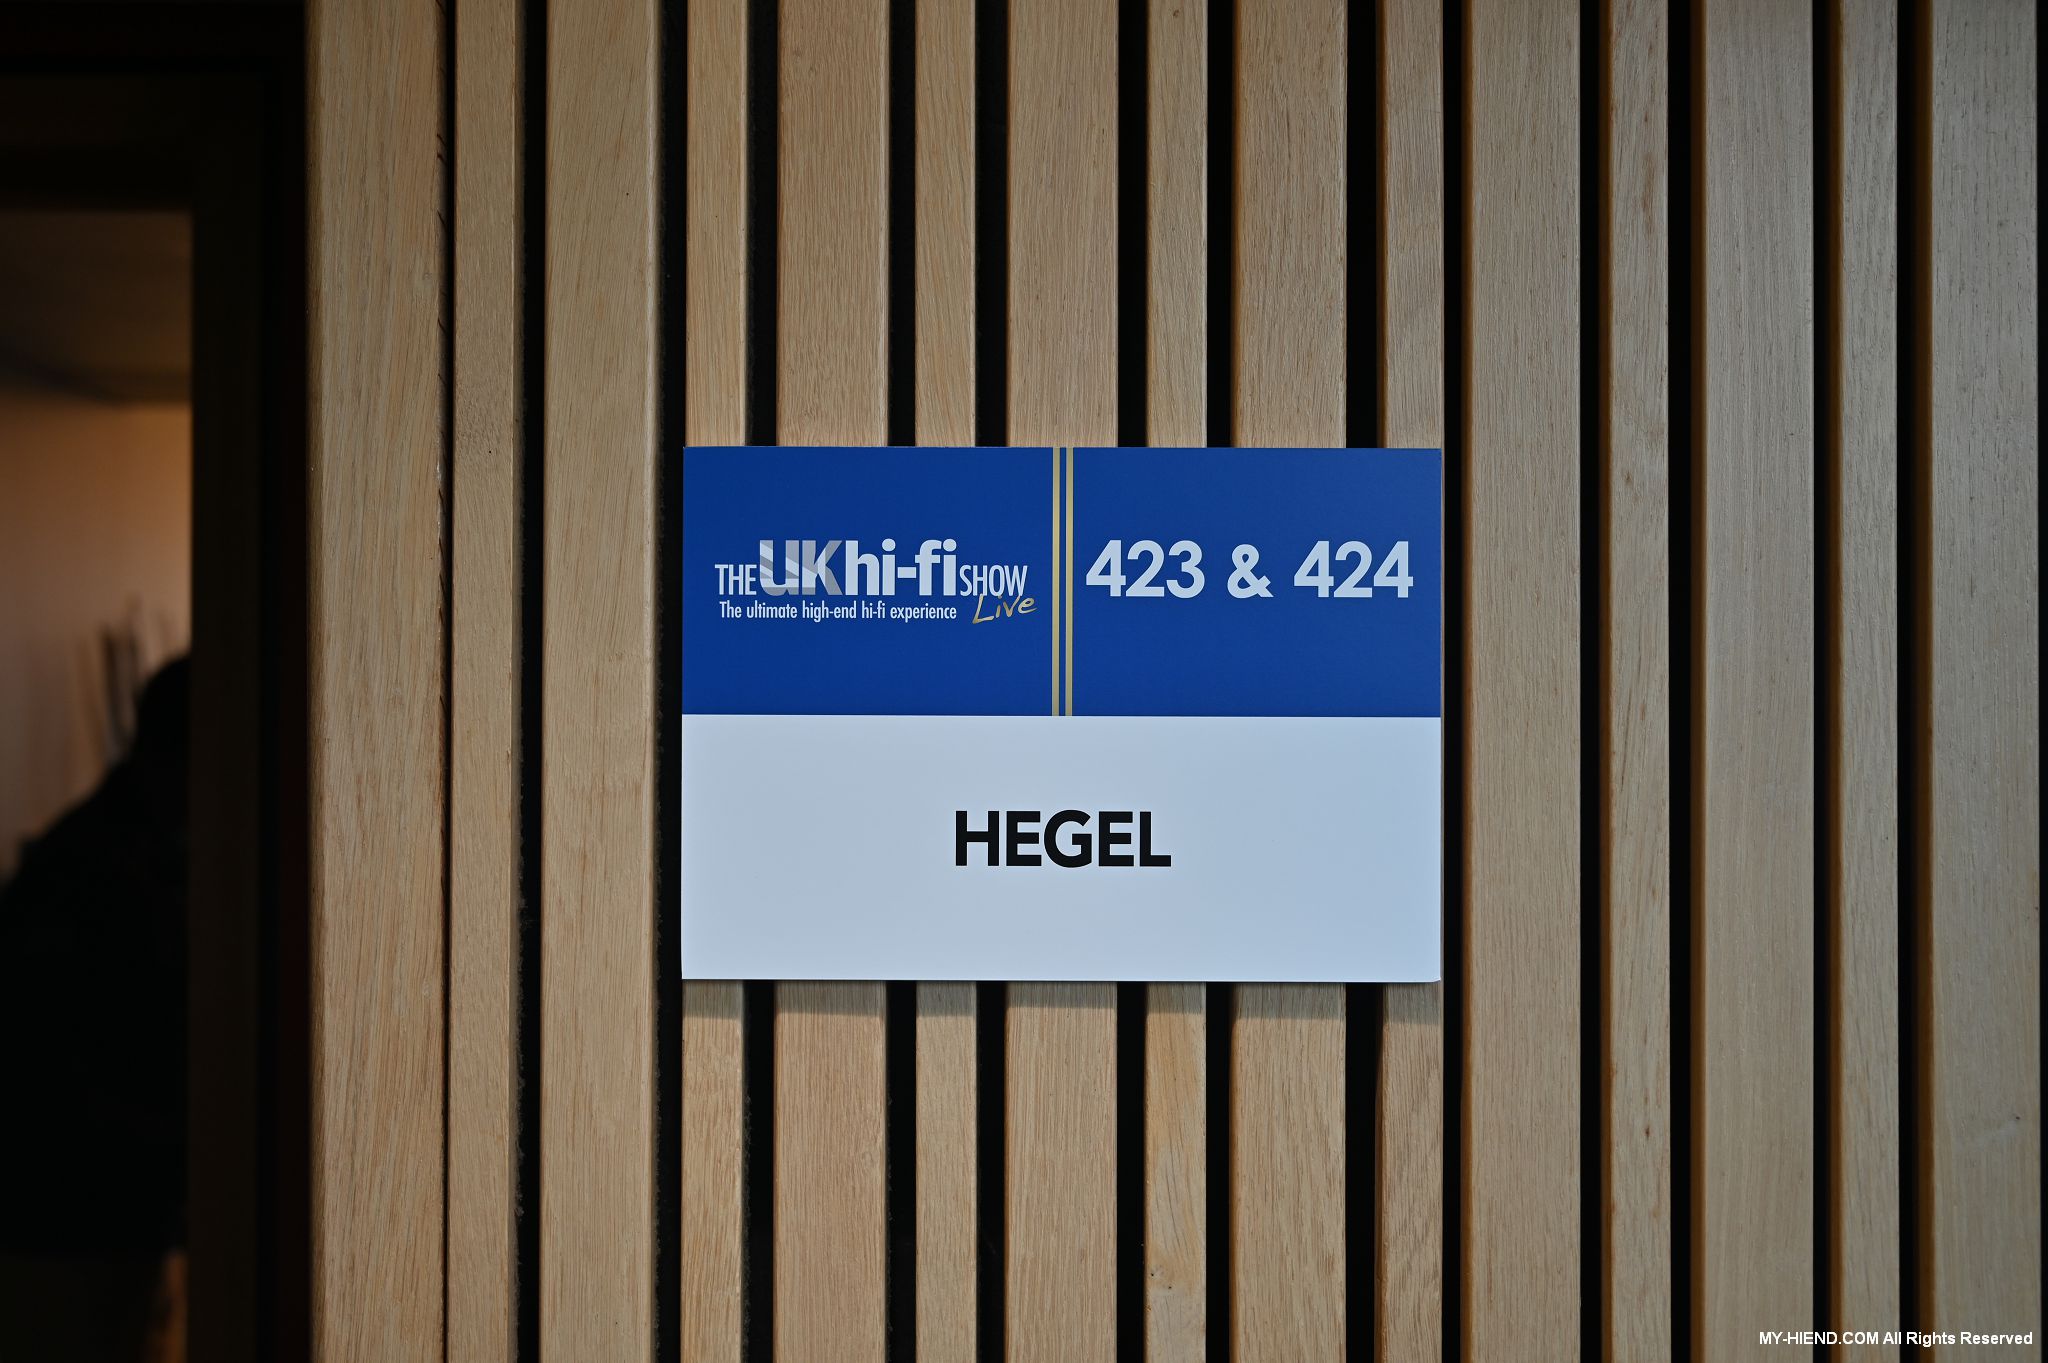 THE UK hi-fi SHOW
Live
The ultimate high-end hi-fi experience
423 & 424
HEGEL
MY-HIEND.COM All Rights Reserved